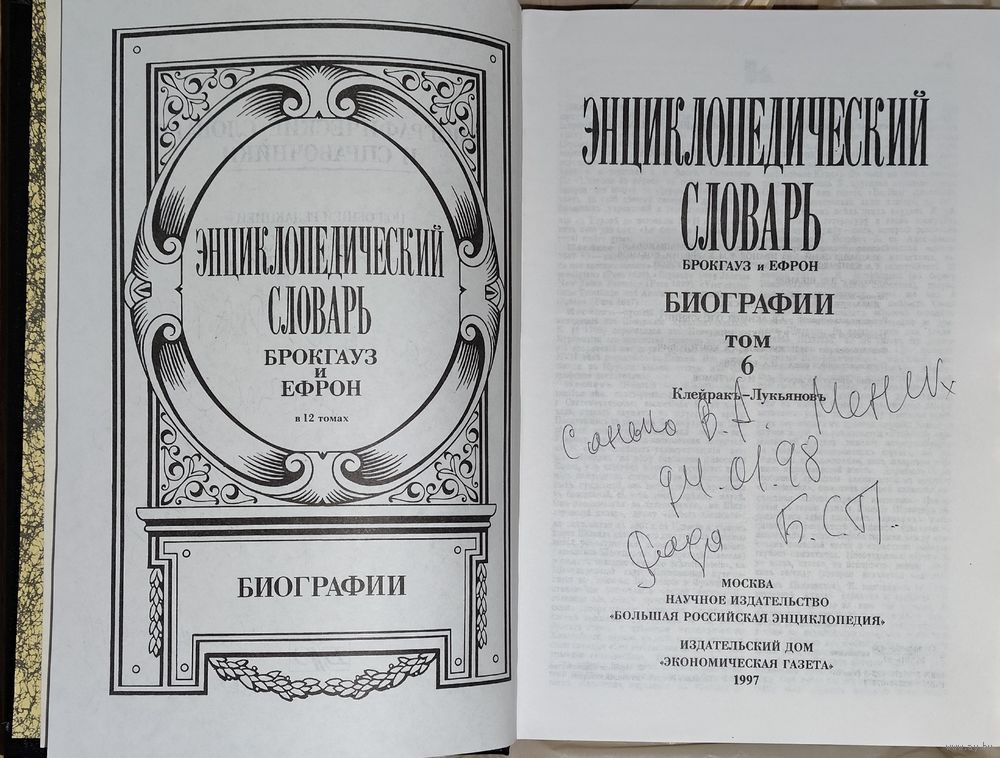 ЭНЦИКЛОПЕДИЧЕСКИЙ
СЛОВАРЬ
БРОКГАУЗ
И
ЕФРОН
в 12 томах
БИОГРАФИИ
ЭНЦИКЛОПЕДИЧЕСКИЙ
СЛОВАРЬ
БРОКГАУЗ и ЕФРОН
БИОГРАФИИ
ТОМ
6
Клейракъ–Лукьяновъ
В. А.
01.98
Дядя Б.С.П.
МОСКВА
НАУЧНОЕ ИЗДАТЕЛЬСТВО
«БОЛЬШАЯ РОССИЙСКАЯ ЭНЦИКЛОПЕДИЯ»
ИЗДАТЕЛЬСКИЙ ДОМ
«ЭКОНОМИЧЕСКАЯ ГАЗЕТА»
1997